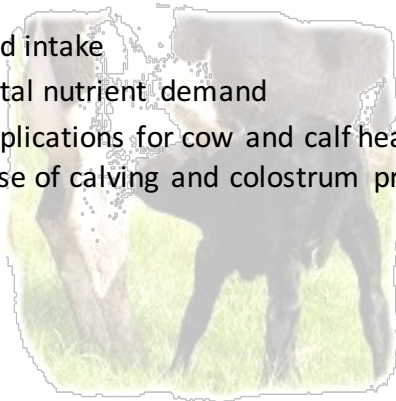 d intake
tal nutrient demand
plications for cow and calf hea
se of calving and colostrum pr